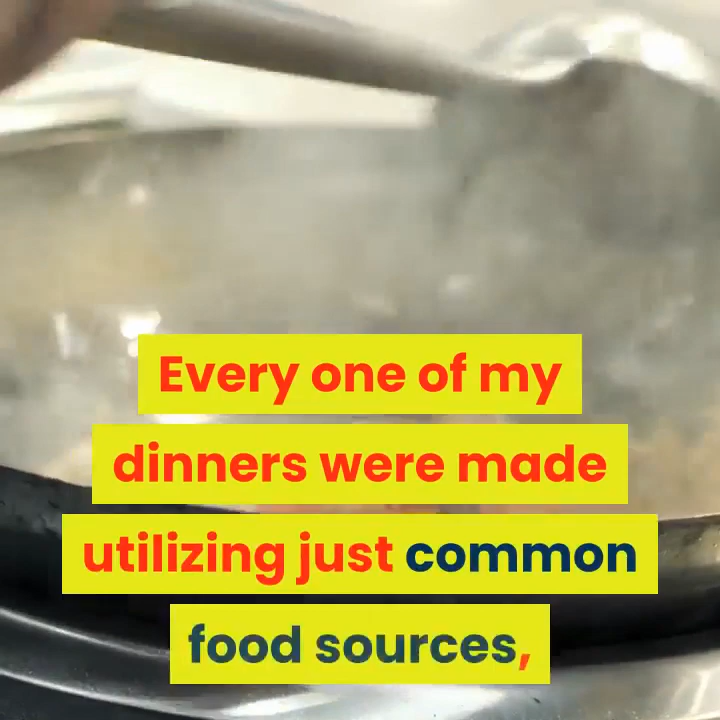 Every one of my
dinners were made
utilizing just common
food sources,